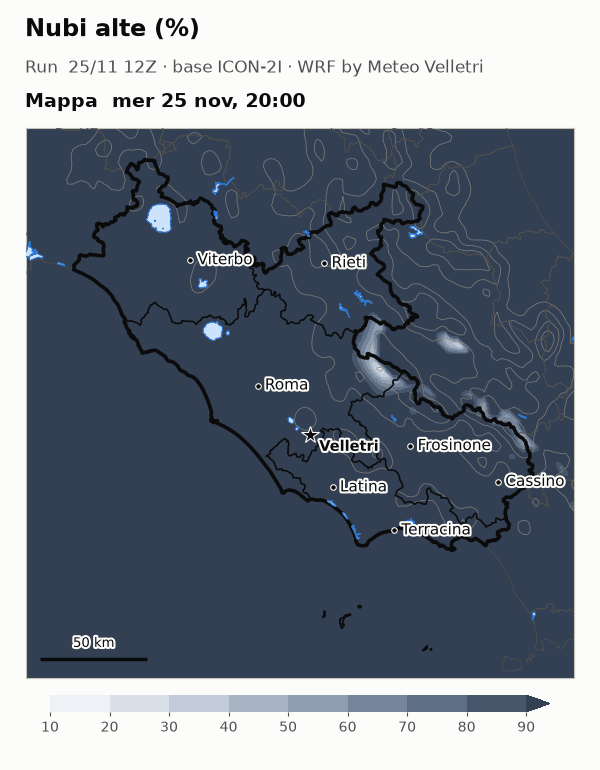 Nubi alte (%)
Run  25/11 12Z · base ICON-2I · WRF by Meteo Velletri
Mappa  mer 25 nov, 20:00
Viterbo
Rieti
Roma
Velletri
Frosinone
Latina
Cassino
Terracina
50 km
10 20 30 40 50 60 70 80 90